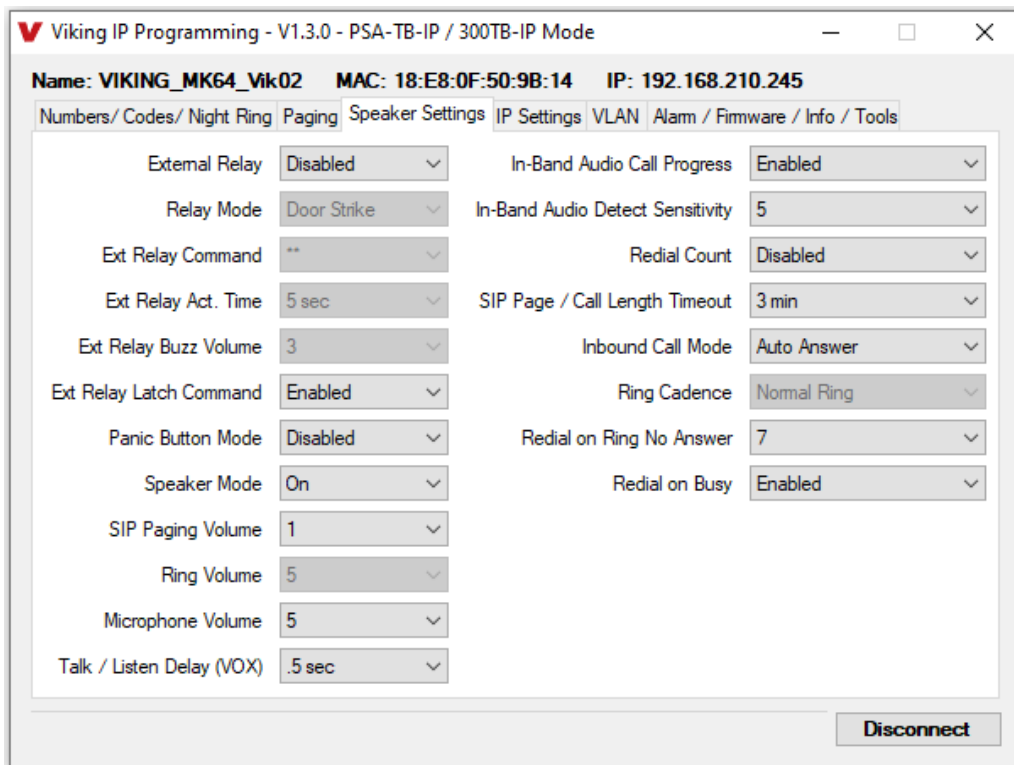 Viking IP Programming - V1.3.0 - PSA-TB-IP / 300TB-IP Mode
Name: VIKING_MK64_Vik02 MAC: 18:E8:0F:50:9B:14 IP: 192.168.210.245
Numbers/ Codes/ Night Ring Paging Speaker Settings IP Settings VLAN Alarm / Firmware / Info / Tools
External Relay Disabled
Relay Mode Door Strike
Ext Relay Command **
Ext Relay Act. Time 5 sec
Ext Relay Buzz Volume 3
Ext Relay Latch Command Enabled
Panic Button Mode Disabled
Speaker Mode On
SIP Paging Volume 1
Ring Volume 5
Microphone Volume 5
Talk / Listen Delay (VOX) .5 sec
In-Band Audio Call Progress Enabled
In-Band Audio Detect Sensitivity 5
Redial Count Disabled
SIP Page / Call Length Timeout 3 min
Inbound Call Mode Auto Answer
Ring Cadence Normal Ring
Redial on Ring No Answer 7
Redial on Busy Enabled
Disconnect